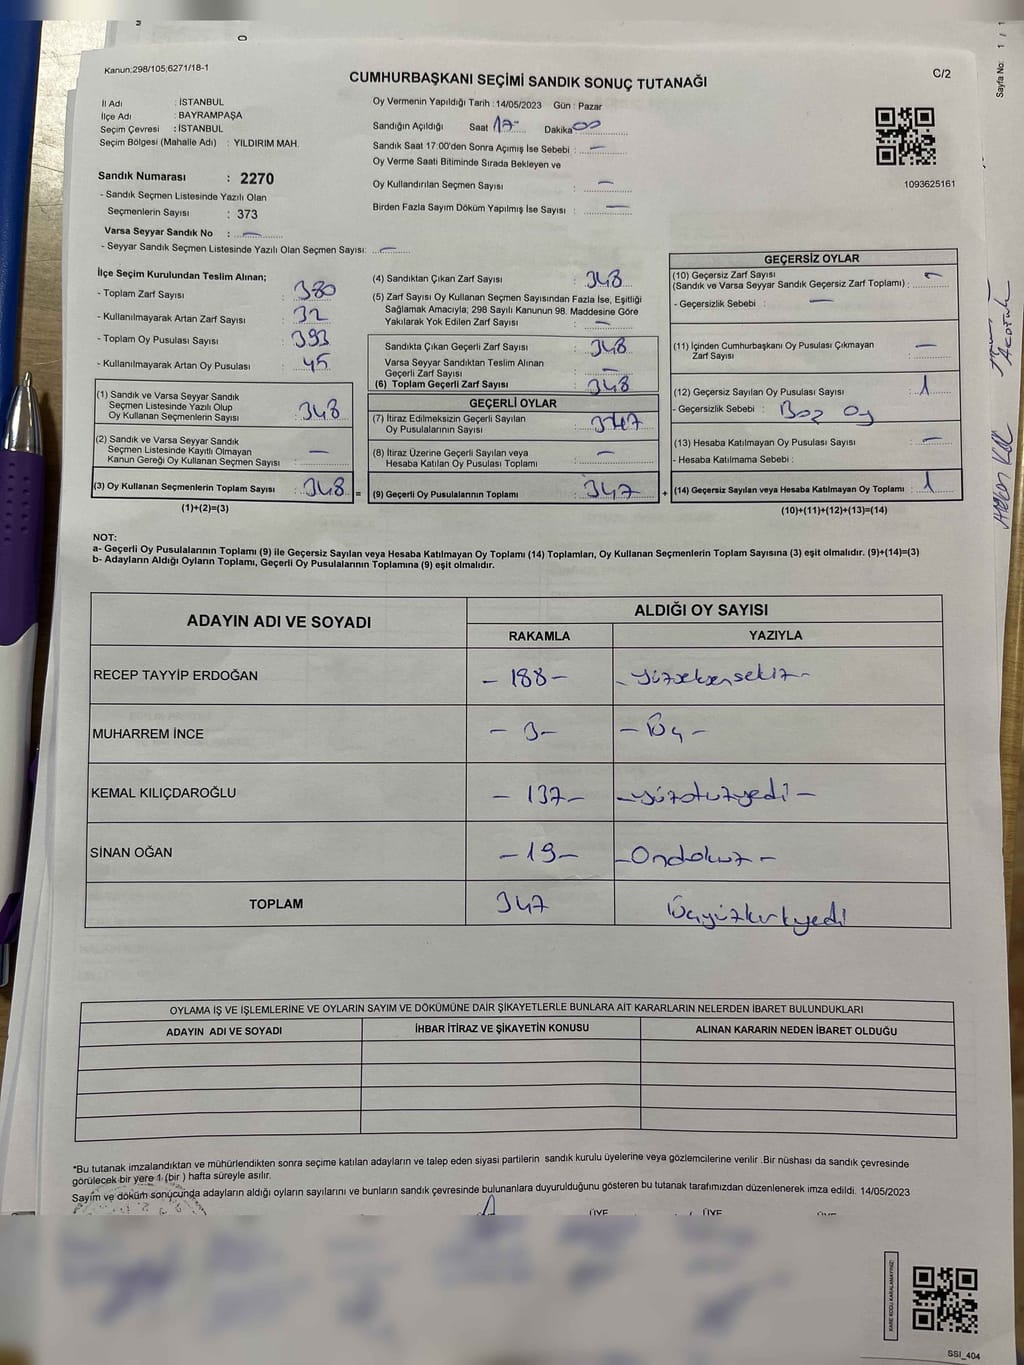 Kanun;298/105;6271/18-1
CUMHURBAŞKANI SEÇİMİ SANDIK SONUÇ TUTANAĞI
C/2
Sayfa No: 1 / 1
İl Adı : İSTANBUL
İlçe Adı : BAYRAMPAŞA
Seçim Çevresi : İSTANBUL
Seçim Bölgesi (Mahalle Adı) : YILDIRIM MAH.
Oy Vermenin Yapıldığı Tarih : 14/05/2023 Gün : Pazar
Sandığın Açıldığı Saat 17 Dakika 00
Sandık Saat 17:00'den Sonra Açımış İse Sebebi : —
Oy Verme Saati Bitiminde Sırada Bekleyen ve
Oy Kullandırılan Seçmen Sayısı : —
Birden Fazla Sayım Döküm Yapılmış İse Sayısı : —
1093625161
Sandık Numarası : 2270
- Sandık Seçmen Listesinde Yazılı Olan
Seçmenlerin Sayısı : 373
Varsa Seyyar Sandık No : —
- Seyyar Sandık Seçmen Listesinde Yazılı Olan Seçmen Sayısı: —
İlçe Seçim Kurulundan Teslim Alınan;
- Toplam Zarf Sayısı : 380
- Kullanılmayarak Artan Zarf Sayısı : 32
- Toplam Oy Pusulası Sayısı : 393
- Kullanılmayarak Artan Oy Pusulası : 45
(1) Sandık ve Varsa Seyyar Sandık
Seçmen Listesinde Yazılı Olup
Oy Kullanan Seçmenlerin Sayısı : 348
(2) Sandık ve Varsa Seyyar Sandık
Seçmen Listesinde Kayıtlı Olmayan
Kanun Gereği Oy Kullanan Seçmen Sayısı : —
(3) Oy Kullanan Seçmenlerin Toplam Sayısı : 348 =
(1)+(2)=(3)
(4) Sandıktan Çıkan Zarf Sayısı : 348
(5) Zarf Sayısı Oy Kullanan Seçmen Sayısından Fazla İse, Eşitliği
Sağlamak Amacıyla; 298 Sayılı Kanunun 98. Maddesine Göre
Yakılarak Yok Edilen Zarf Sayısı : —
Sandıkta Çıkan Geçerli Zarf Sayısı : 348
Varsa Seyyar Sandıktan Teslim Alınan
Geçerli Zarf Sayısı : —
(6) Toplam Geçerli Zarf Sayısı : 348
GEÇERLİ OYLAR
(7) İtiraz Edilmeksizin Geçerli Sayılan
Oy Pusulalarının Sayısı : 347
(8) İtiraz Üzerine Geçerli Sayılan veya
Hesaba Katılan Oy Pusulası Toplamı : —
(9) Geçerli Oy Pusulalarının Toplamı : 347 +
GEÇERSİZ OYLAR
(10) Geçersiz Zarf Sayısı
(Sandık ve Varsa Seyyar Sandık Geçersiz Zarf Toplamı) : —
- Geçersizlik Sebebi : —
(11) İçinden Cumhurbaşkanı Oy Pusulası Çıkmayan
Zarf Sayısı : —
(12) Geçersiz Sayılan Oy Pusulası Sayısı : 1
- Geçersizlik Sebebi : Boz Oy
(13) Hesaba Katılmayan Oy Pusulası Sayısı : —
- Hesaba Katılmama Sebebi :
(14) Geçersiz Sayılan veya Hesaba Katılmayan Oy Toplamı : 1
(10)+(11)+(12)+(13)=(14)
NOT:
a- Geçerli Oy Pusulalarının Toplamı (9) ile Geçersiz Sayılan veya Hesaba Katılmayan Oy Toplamı (14) Toplamları, Oy Kullanan Seçmenlerin Toplam Sayısına (3) eşit olmalıdır. (9)+(14)=(3)
b- Adayların Aldığı Oyların Toplamı, Geçerli Oy Pusulalarının Toplamına (9) eşit olmalıdır.
ADAYIN ADI VE SOYADI
ALDIĞI OY SAYISI
RAKAMLA YAZIYLA
RECEP TAYYİP ERDOĞAN - 188 - - yüzseksensekiz -
MUHARREM İNCE - 3 - - Üç -
KEMAL KILIÇDAROĞLU - 137 - - yüzotuzyedi -
SİNAN OĞAN - 19 - - Ondokuz -
TOPLAM 347 Üçyüzkırkyedi
OYLAMA İŞ VE İŞLEMLERİNE VE OYLARIN SAYIM VE DÖKÜMÜNE DAİR ŞİKAYETLERLE BUNLARA AİT KARARLARIN NELERDEN İBARET BULUNDUKLARI
ADAYIN ADI VE SOYADI İHBAR İTİRAZ VE ŞİKAYETİN KONUSU ALINAN KARARIN NEDEN İBARET OLDUĞU
*Bu tutanak imzalandıktan ve mühürlendikten sonra seçime katılan adayların ve talep eden siyasi partilerin sandık kurulu üyelerine veya gözlemcilerine verilir .Bir nüshası da sandık çevresinde
görülecek bir yere 1 (bir ) hafta süreyle asılır.
Sayım ve döküm sonucunda adayların aldığı oyların sayılarını ve bunların sandık çevresinde bulunanlara duyurulduğunu gösteren bu tutanak tarafımızdan düzenlenerek imza edildi. 14/05/2023
ÜYE ÜYE
KARE KODU KARALAMAYINIZ!
SSİ_404